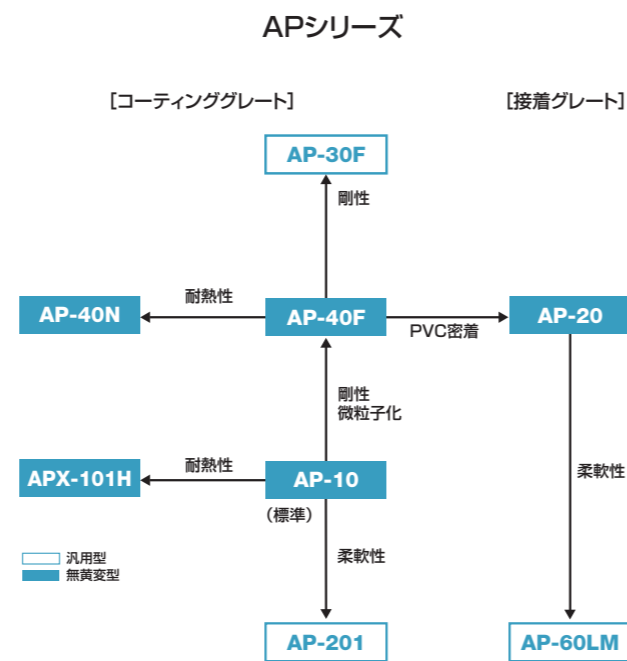 APシリーズ
[コーティンググレート]
[接着グレート]
AP-30F
剛性
AP-40N
耐熱性
AP-40F
PVC密着
AP-20
剛性
微粒子化
APX-101H
耐熱性
AP-10
(標準)
柔軟性
柔軟性
汎用型
無黄変型
AP-201
AP-60LM